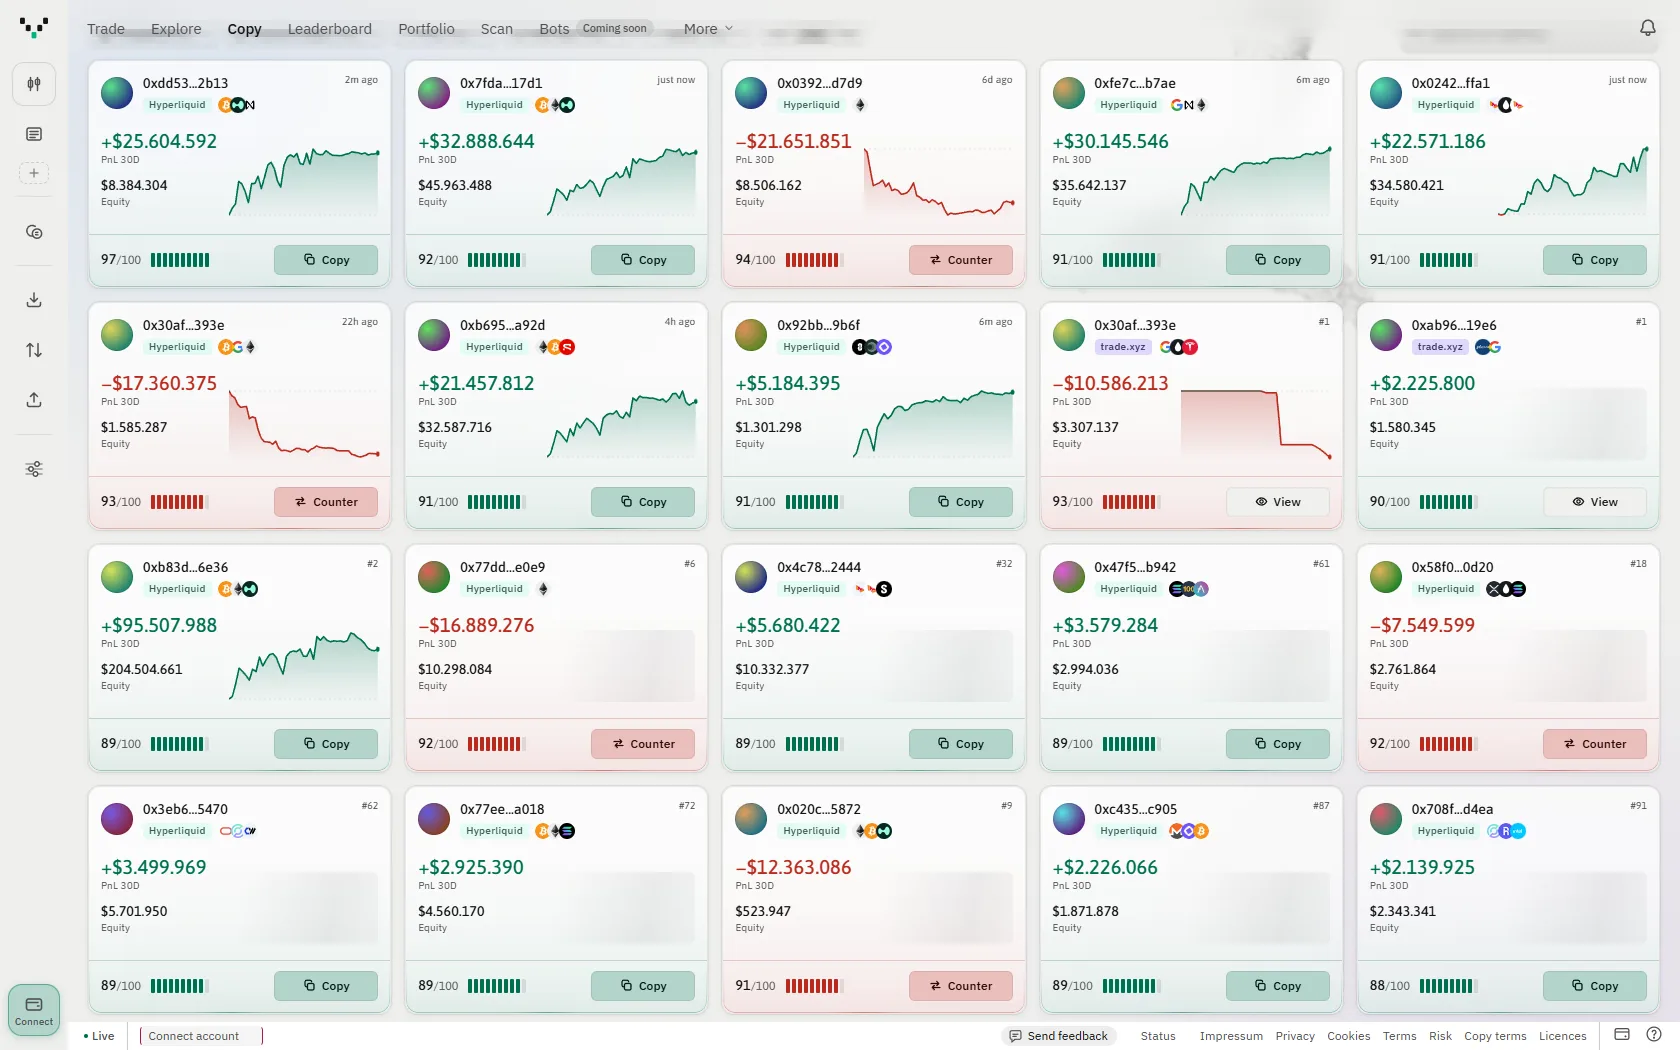 Trade Explore Copy Leaderboard Portfolio Scan Bots Coming soon More
0xdd53...2b13 2m ago
Hyperliquid
+$25.604.592
PnL 30D
$8.384.304
Equity
97/100 Copy
0x7fda...17d1 just now
Hyperliquid
+$32.888.644
PnL 30D
$45.963.488
Equity
92/100 Copy
0x0392...d7d9 6d ago
Hyperliquid
−$21.651.851
PnL 30D
$8.506.162
Equity
94/100 Counter
0xfe7c...b7ae 6m ago
Hyperliquid
+$30.145.546
PnL 30D
$35.642.137
Equity
91/100 Copy
0x0242...ffa1 just now
Hyperliquid
+$22.571.186
PnL 30D
$34.580.421
Equity
91/100 Copy
0x30af...393e 22h ago
Hyperliquid
−$17.360.375
PnL 30D
$1.585.287
Equity
93/100 Counter
0xb695...a92d 4h ago
Hyperliquid
+$21.457.812
PnL 30D
$32.587.716
Equity
91/100 Copy
0x92bb...9b6f 6m ago
Hyperliquid
+$5.184.395
PnL 30D
$1.301.298
Equity
91/100 Copy
0x30af...393e #1
trade.xyz
−$10.586.213
PnL 30D
$3.307.137
Equity
93/100 View
0xab96...19e6 #1
trade.xyz
+$2.225.800
PnL 30D
$1.580.345
Equity
90/100 View
0xb83d...6e36 #2
Hyperliquid
+$95.507.988
PnL 30D
$204.504.661
Equity
89/100 Copy
0x77dd...e0e9 #6
Hyperliquid
−$16.889.276
PnL 30D
$10.298.084
Equity
92/100 Counter
0x4c78...2444 #32
Hyperliquid
+$5.680.422
PnL 30D
$10.332.377
Equity
89/100 Copy
0x47f5...b942 #61
Hyperliquid
+$3.579.284
PnL 30D
$2.994.036
Equity
89/100 Copy
0x58f0...0d20 #18
Hyperliquid
−$7.549.599
PnL 30D
$2.761.864
Equity
92/100 Counter
0x3eb6...5470 #62
Hyperliquid
+$3.499.969
PnL 30D
$5.701.950
Equity
89/100 Copy
0x77ee...a018 #72
Hyperliquid
+$2.925.390
PnL 30D
$4.560.170
Equity
89/100 Copy
0x020c...5872 #9
Hyperliquid
−$12.363.086
PnL 30D
$523.947
Equity
91/100 Counter
0xc435...c905 #87
Hyperliquid
+$2.226.066
PnL 30D
$1.871.878
Equity
89/100 Copy
0x708f...d4ea #91
Hyperliquid
+$2.139.925
PnL 30D
$2.343.341
Equity
88/100 Copy
Connect
Live Connect account Send feedback Status Impressum Privacy Cookies Terms Risk Copy terms Licences